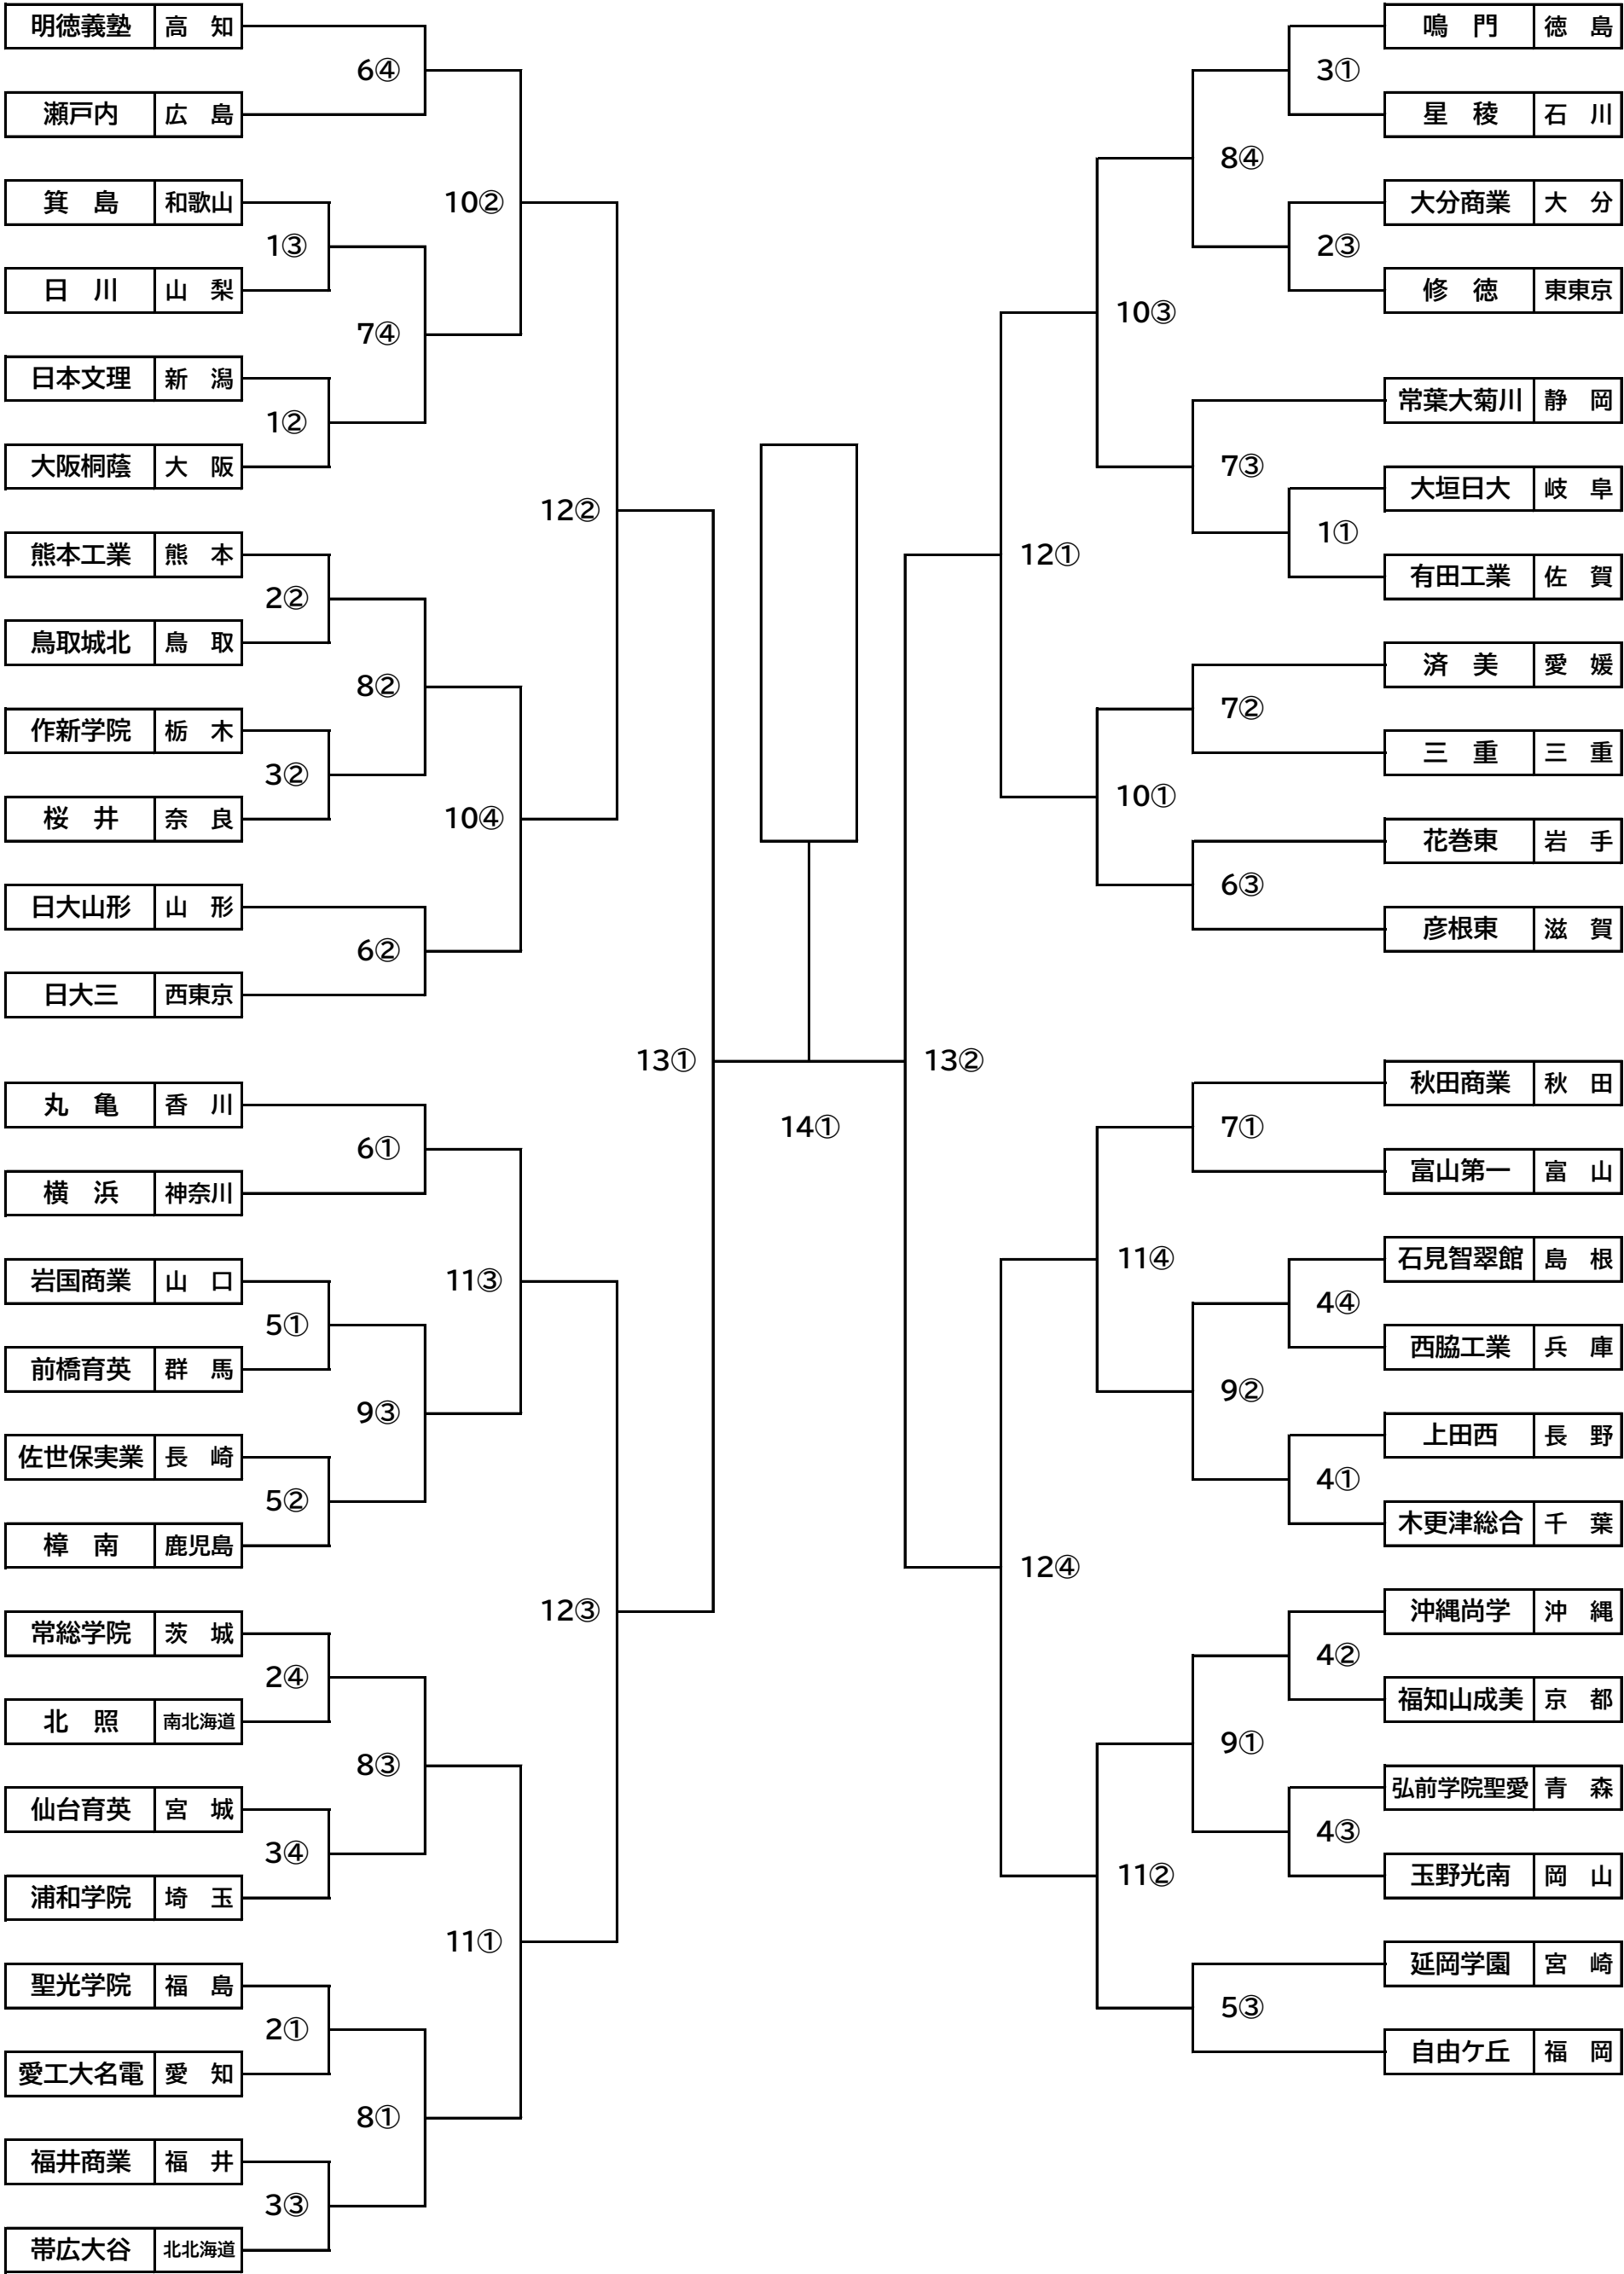 明徳義塾 高　知
6④
瀬戸内 広　島
10②
箕　島 和歌山
1③
日　川 山　梨
7④
日本文理 新　潟
1②
大阪桐蔭 大　阪
12②
熊本工業 熊　本
2②
鳥取城北 鳥　取
8②
作新学院 栃　木
3②
桜　井 奈　良
10④
日大山形 山　形
6②
日大三 西東京
13①
丸　亀 香　川
6①
横　浜 神奈川
11③
岩国商業 山　口
5①
前橋育英 群　馬
9③
佐世保実業 長　崎
5②
樟　南 鹿児島
12③
常総学院 茨　城
2④
北　照 南北海道
8③
仙台育英 宮　城
3④
浦和学院 埼　玉
11①
聖光学院 福　島
2①
愛工大名電 愛　知
8①
福井商業 福　井
3③
帯広大谷 北北海道
14①
鳴　門 徳　島
3①
星　稜 石　川
8④
大分商業 大　分
2③
修　徳 東東京
10③
常葉大菊川 静　岡
7③
大垣日大 岐　阜
1①
有田工業 佐　賀
12①
済　美 愛　媛
7②
三　重 三　重
10①
花巻東 岩　手
6③
彦根東 滋　賀
13②
秋田商業 秋　田
7①
富山第一 富　山
11④
石見智翠館 島　根
4④
西脇工業 兵　庫
9②
上田西 長　野
4①
木更津総合 千　葉
12④
沖縄尚学 沖　縄
4②
福知山成美 京　都
9①
弘前学院聖愛 青　森
4③
玉野光南 岡　山
11②
延岡学園 宮　崎
5③
自由ケ丘 福　岡